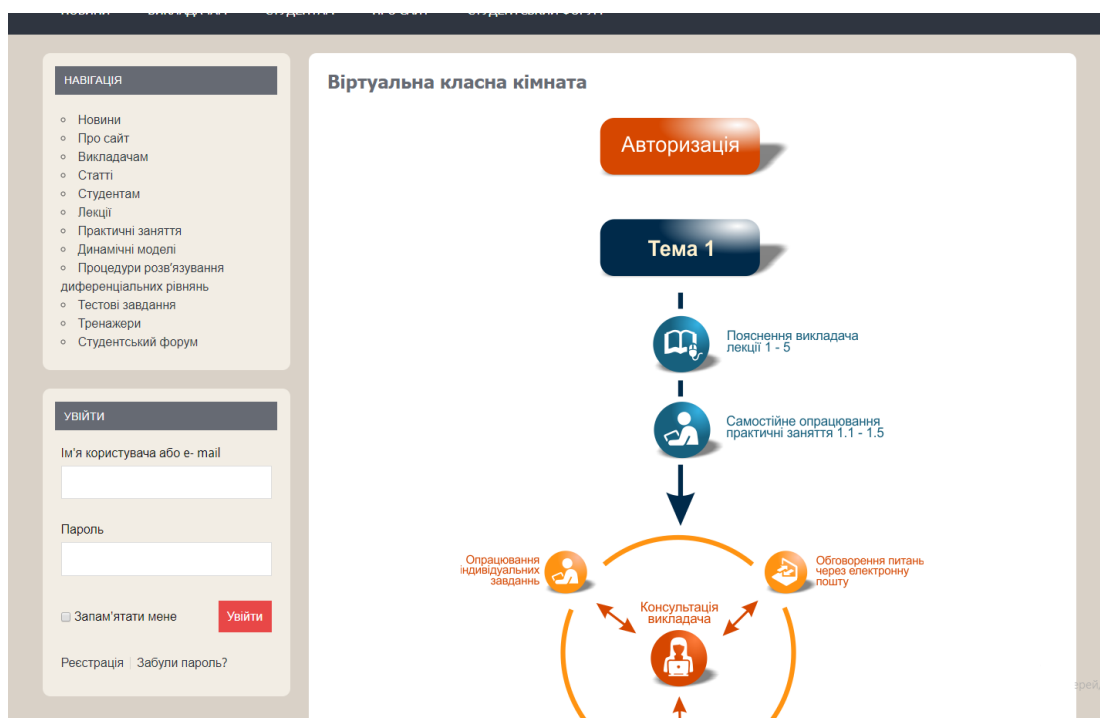 НАВІГАЦІЯ
Новини
Про сайт
Викладачам
Статті
Студентам
Лекції
Практичні заняття
Динамічні моделі
Процедури розв'язування
диференціальних рівнянь
Тестові завдання
Тренажери
Студентський форум
УВІЙТИ
Ім'я користувача або e- mail
Пароль
Запам'ятати мене
Увійти
Реєстрація | Забули пароль?
Віртуальна класна кімната
Авторизація
Тема 1
Пояснення викладача
лекції 1 - 5
Самостійне опрацювання
практичні заняття 1.1 - 1.5
Опрацювання
індивідуальних
завдань
Обговорення питань
через електронну
пошту
Консультація
викладача